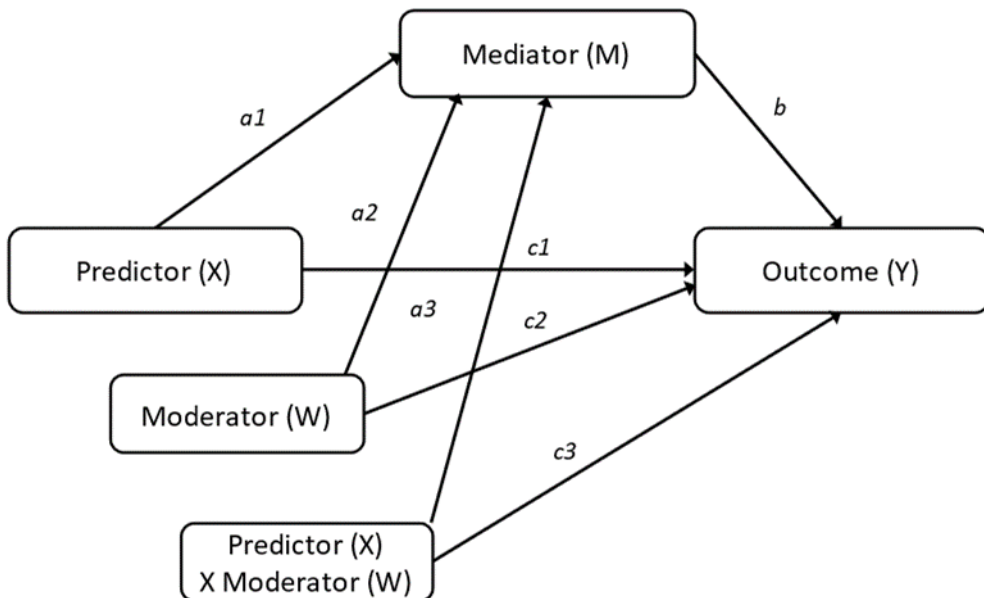 Mediator (M)
a1
b
a2
Predictor (X)
c1
Outcome (Y)
a3
c2
Moderator (W)
c3
Predictor (X)
X Moderator (W)